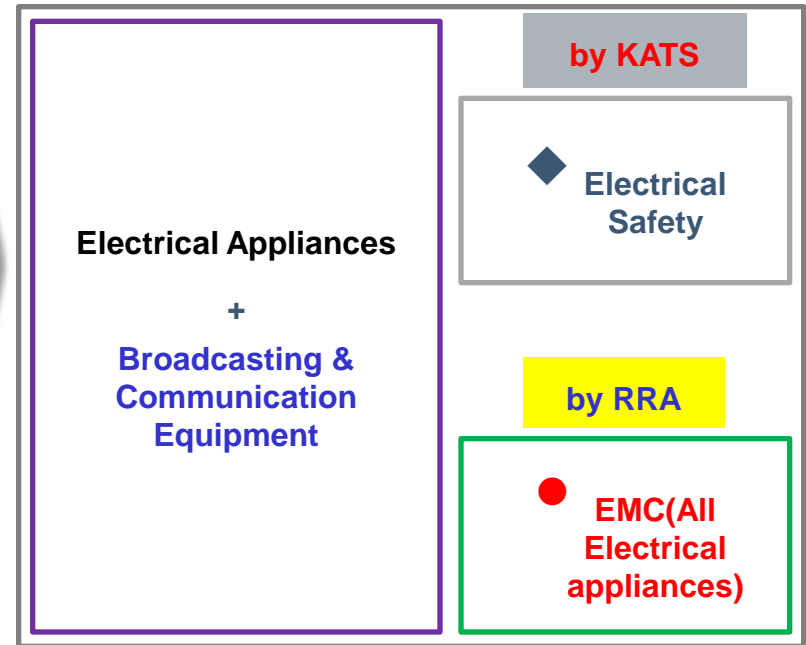 Electrical Appliances
+
Broadcasting &
Communication
Equipment
by KATS
Electrical
Safety
by RRA
EMC(All
Electrical
appliances)